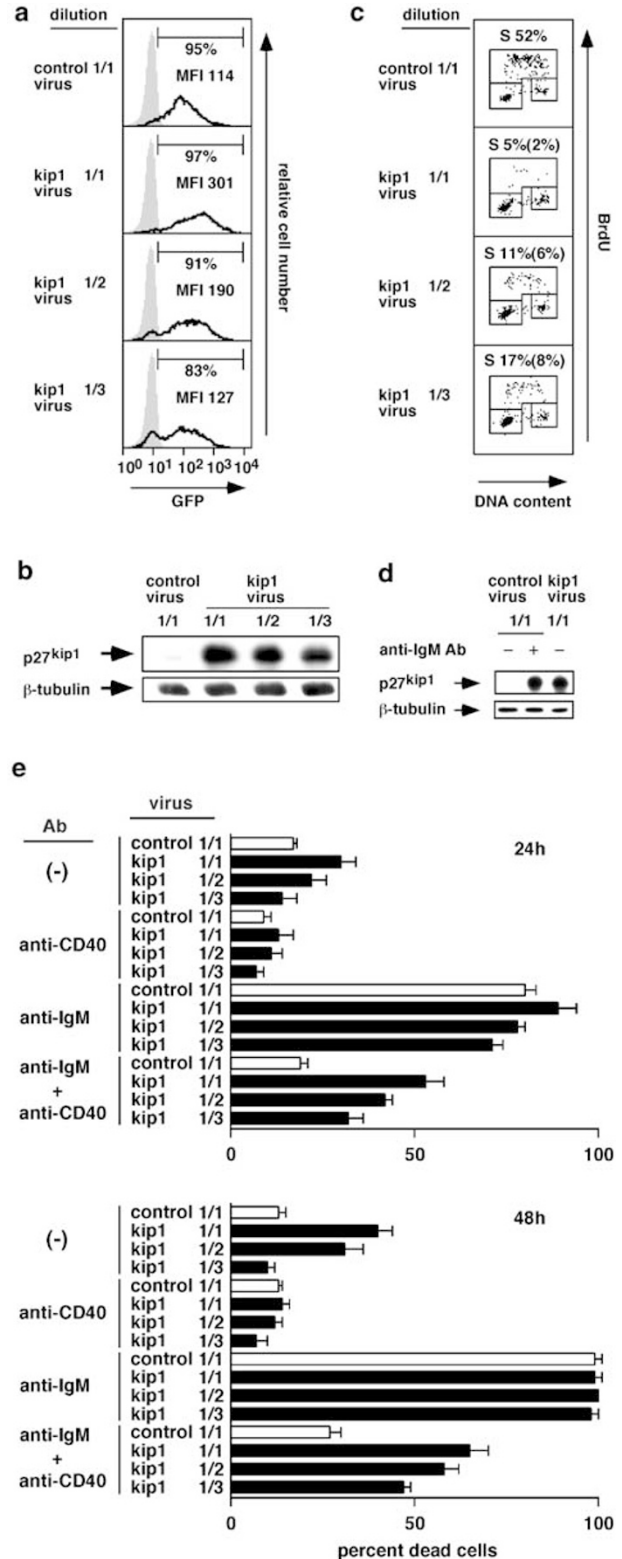 a
dilution
control 1/1
virus
95%
MFI 114
kip1 1/1
virus
97%
MFI 301
kip1 1/2
virus
91%
MFI 190
kip1 1/3
virus
83%
MFI 127
relative cell number
10⁰ 10¹ 10² 10³ 10⁴
GFP
c
dilution
control 1/1
virus
S 52%
kip1 1/1
virus
S 5%(2%)
kip1 1/2
virus
S 11%(6%)
kip1 1/3
virus
S 17%(8%)
BrdU
DNA content
b
control kip1
virus virus
1/1 1/1 1/2 1/3
p27kip1
β-tubulin
d
control kip1
virus virus
1/1 1/1
anti-IgM Ab − + −
p27kip1
β-tubulin
e
Ab virus
24h
(-)
control 1/1
kip1 1/1
kip1 1/2
kip1 1/3
anti-CD40
control 1/1
kip1 1/1
kip1 1/2
kip1 1/3
anti-IgM
control 1/1
kip1 1/1
kip1 1/2
kip1 1/3
anti-IgM
+
anti-CD40
control 1/1
kip1 1/1
kip1 1/2
kip1 1/3
0 50 100
48h
(-)
control 1/1
kip1 1/1
kip1 1/2
kip1 1/3
anti-CD40
control 1/1
kip1 1/1
kip1 1/2
kip1 1/3
anti-IgM
control 1/1
kip1 1/1
kip1 1/2
kip1 1/3
anti-IgM
+
anti-CD40
control 1/1
kip1 1/1
kip1 1/2
kip1 1/3
0 50 100
percent dead cells